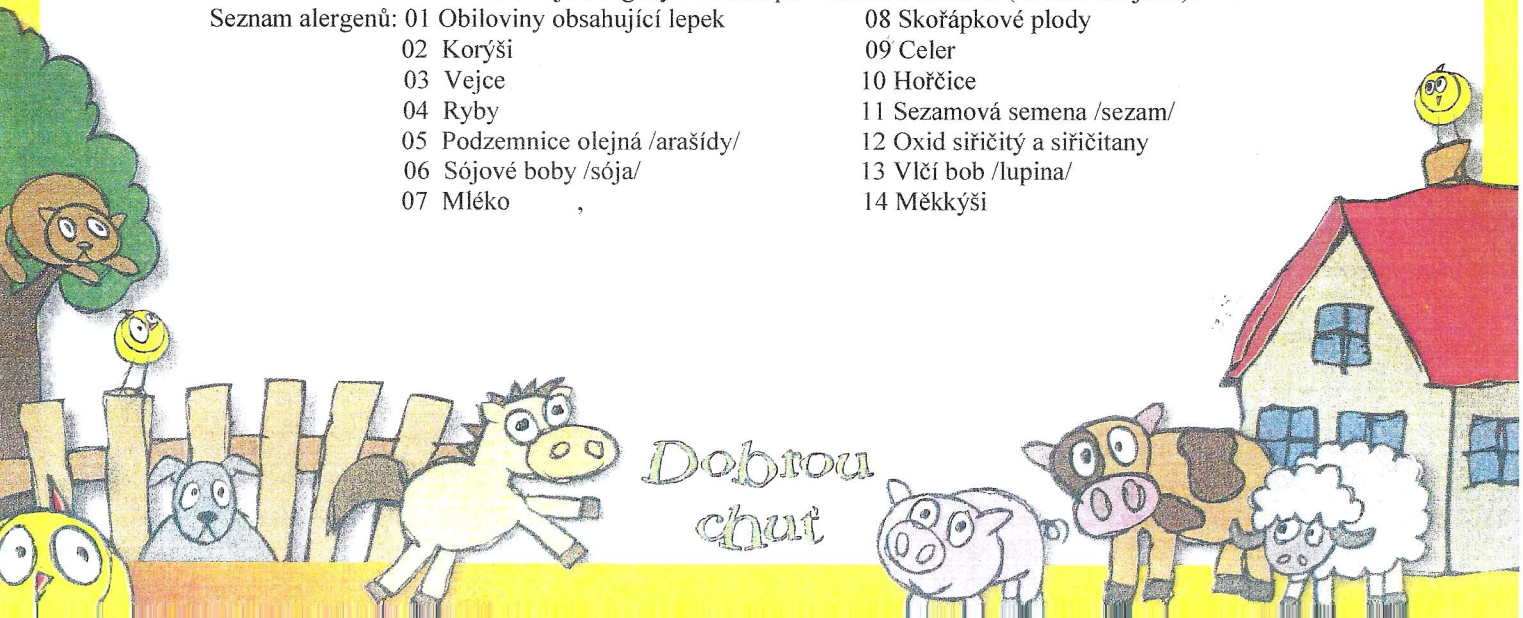 Seznam alergenů: 01 Obiloviny obsahující lepek
02 Korýši
03 Vejce
04 Ryby
05 Podzemnice olejná /arašídy/
06 Sójové boby /sója/
07 Mléko ,
08 Skořápkové plody
09 Celer
10 Hořčice
11 Sezamová semena /sezam/
12 Oxid siřičitý a siřičitany
13 Vlčí bob /lupina/
14 Měkkýši
Dobrou
chuť